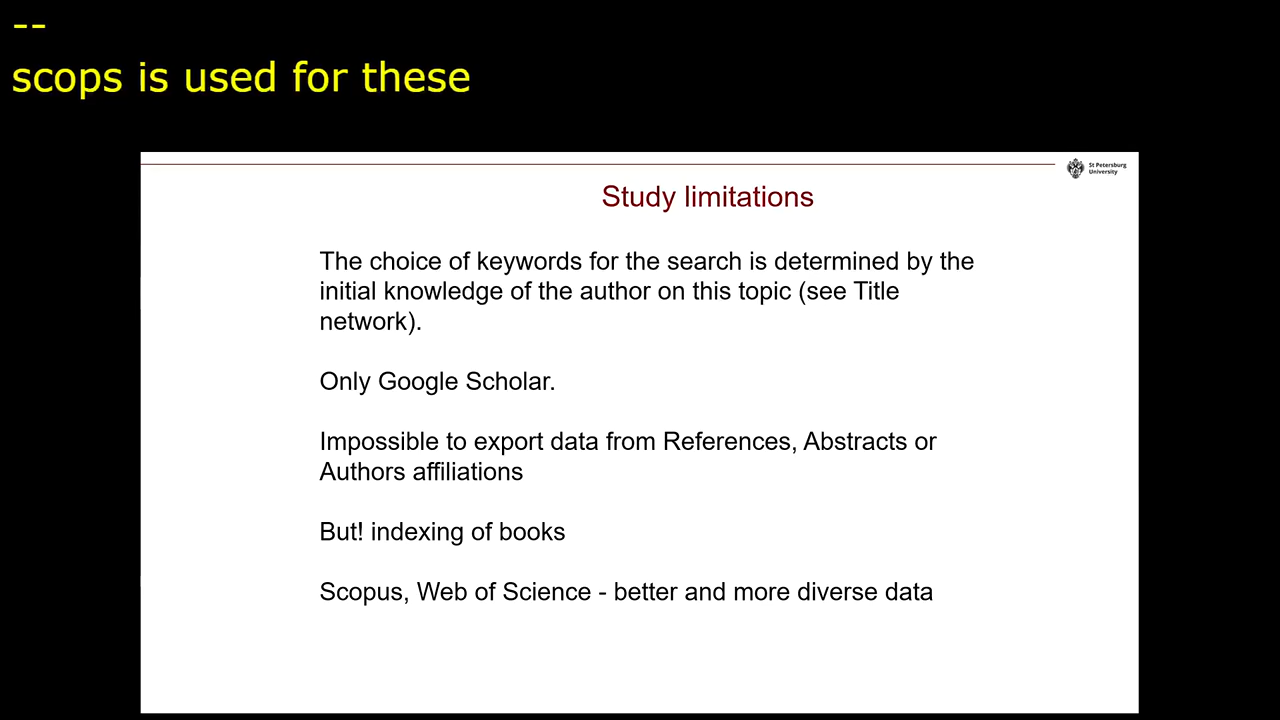 --
scops is used for these
St Petersburg
University
Study limitations
The choice of keywords for the search is determined by the
initial knowledge of the author on this topic (see Title
network).
Only Google Scholar.
Impossible to export data from References, Abstracts or
Authors affiliations
But! indexing of books
Scopus, Web of Science - better and more diverse data